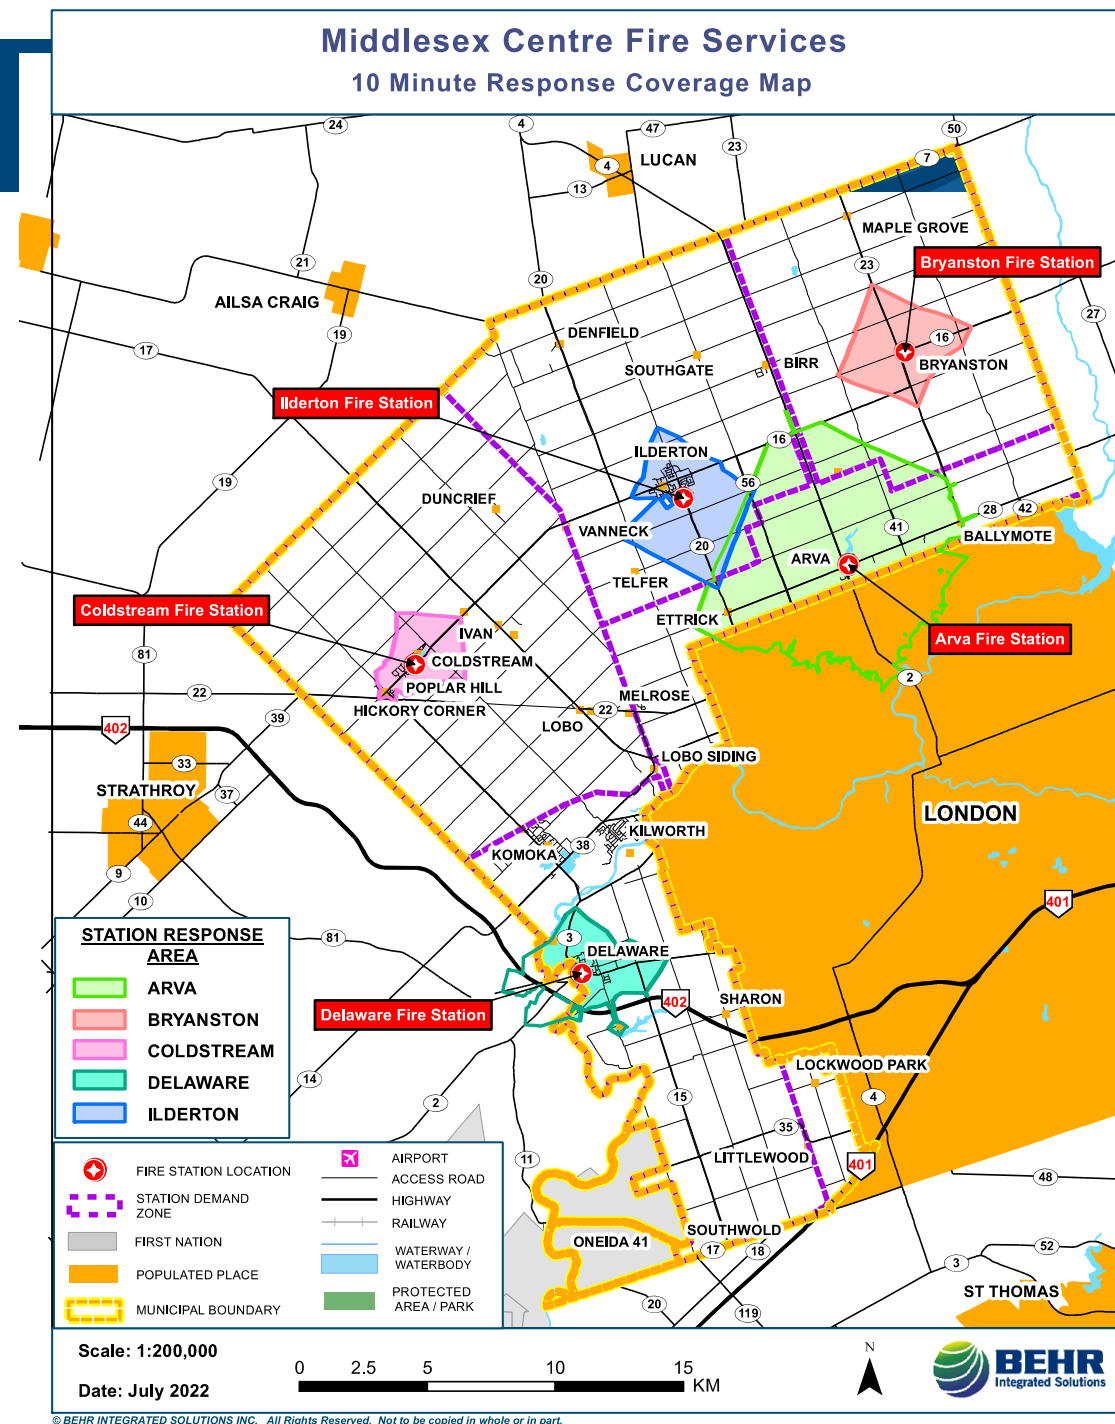 Middlesex Centre Fire Services
10 Minute Response Coverage Map
24
4
47
23
50
7
LUCAN
4
13
MAPLE GROVE
23
Bryanston Fire Station
21
20
AILSA CRAIG
27
19
DENFIELD
16
17
BIRR
BRYANSTON
SOUTHGATE
Ilderton Fire Station
16
ILDERTON
19
56
DUNCRIEF
28
42
41
VANNECK
BALLYMOTE
20
ARVA
TELFER
Coldstream Fire Station
ETTRICK
IVAN
Arva Fire Station
81
COLDSTREAM
2
POPLAR HILL
22
MELROSE
HICKORY CORNER
22
39
LOBO
402
LOBO SIDING
33
STRATHROY
37
LONDON
44
KILWORTH
38
KOMOKA
9
10
401
STATION RESPONSE
AREA
81
3
DELAWARE
ARVA
402
SHARON
Delaware Fire Station
BRYANSTON
COLDSTREAM
LOCKWOOD PARK
14
DELAWARE
15
4
2
ILDERTON
35
LITTLEWOOD
11
401
48
FIRE STATION LOCATION
AIRPORT
ACCESS ROAD
STATION DEMAND
ZONE
HIGHWAY
RAILWAY
FIRST NATION
WATERWAY /
WATERBODY
POPULATED PLACE
PROTECTED
AREA / PARK
MUNICIPAL BOUNDARY
SOUTHWOLD
ONEIDA 41
17
18
52
3
ST THOMAS
20
119
Scale: 1:200,000
Date: July 2022
0 2.5 5 10 15
KM
N
BEHR
Integrated Solutions
© BEHR INTEGRATED SOLUTIONS INC. All Rights Reserved. Not to be copied in whole or in part.